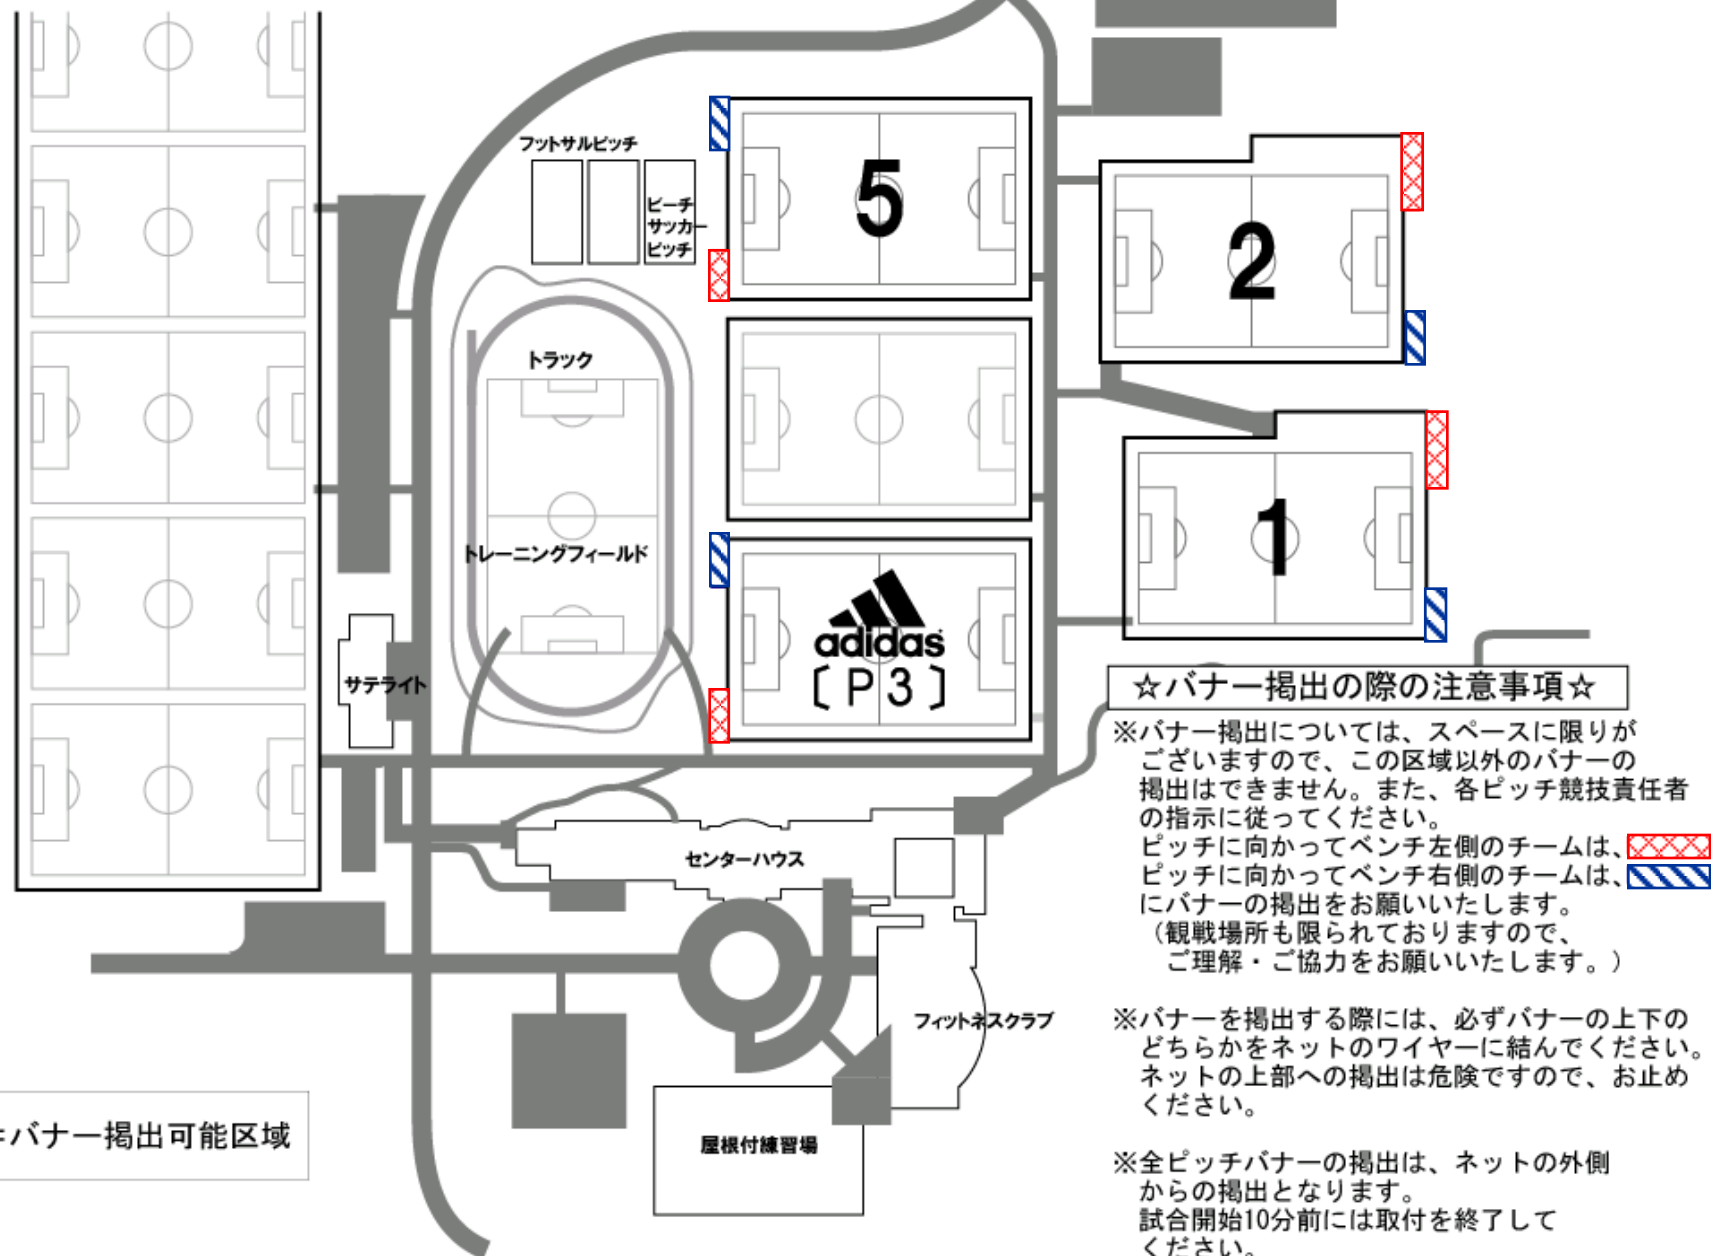 フットサルピッチ
ビーチ
サッカー
ピッチ
5
2
トラック
トレーニングフィールド
1
adidas
〔P3〕
サテライト
☆バナー掲出の際の注意事項☆
※バナー掲出については、スペースに限りが
ございますので、この区域以外のバナーの
掲出はできません。また、各ピッチ競技責任者
の指示に従ってください。
ピッチに向かってベンチ左側のチームは、
ピッチに向かってベンチ右側のチームは、
にバナーの掲出をお願いいたします。
（観戦場所も限られておりますので、
ご理解・ご協力をお願いいたします。）
センターハウス
フィットネスクラブ
※バナーを掲出する際には、必ずバナーの上下の
どちらかをネットのワイヤーに結んでください。
ネットの上部への掲出は危険ですので、お止め
ください。
=バナー掲出可能区域
屋根付練習場
※全ピッチバナーの掲出は、ネットの外側
からの掲出となります。
試合開始10分前には取付を終了して
ください。